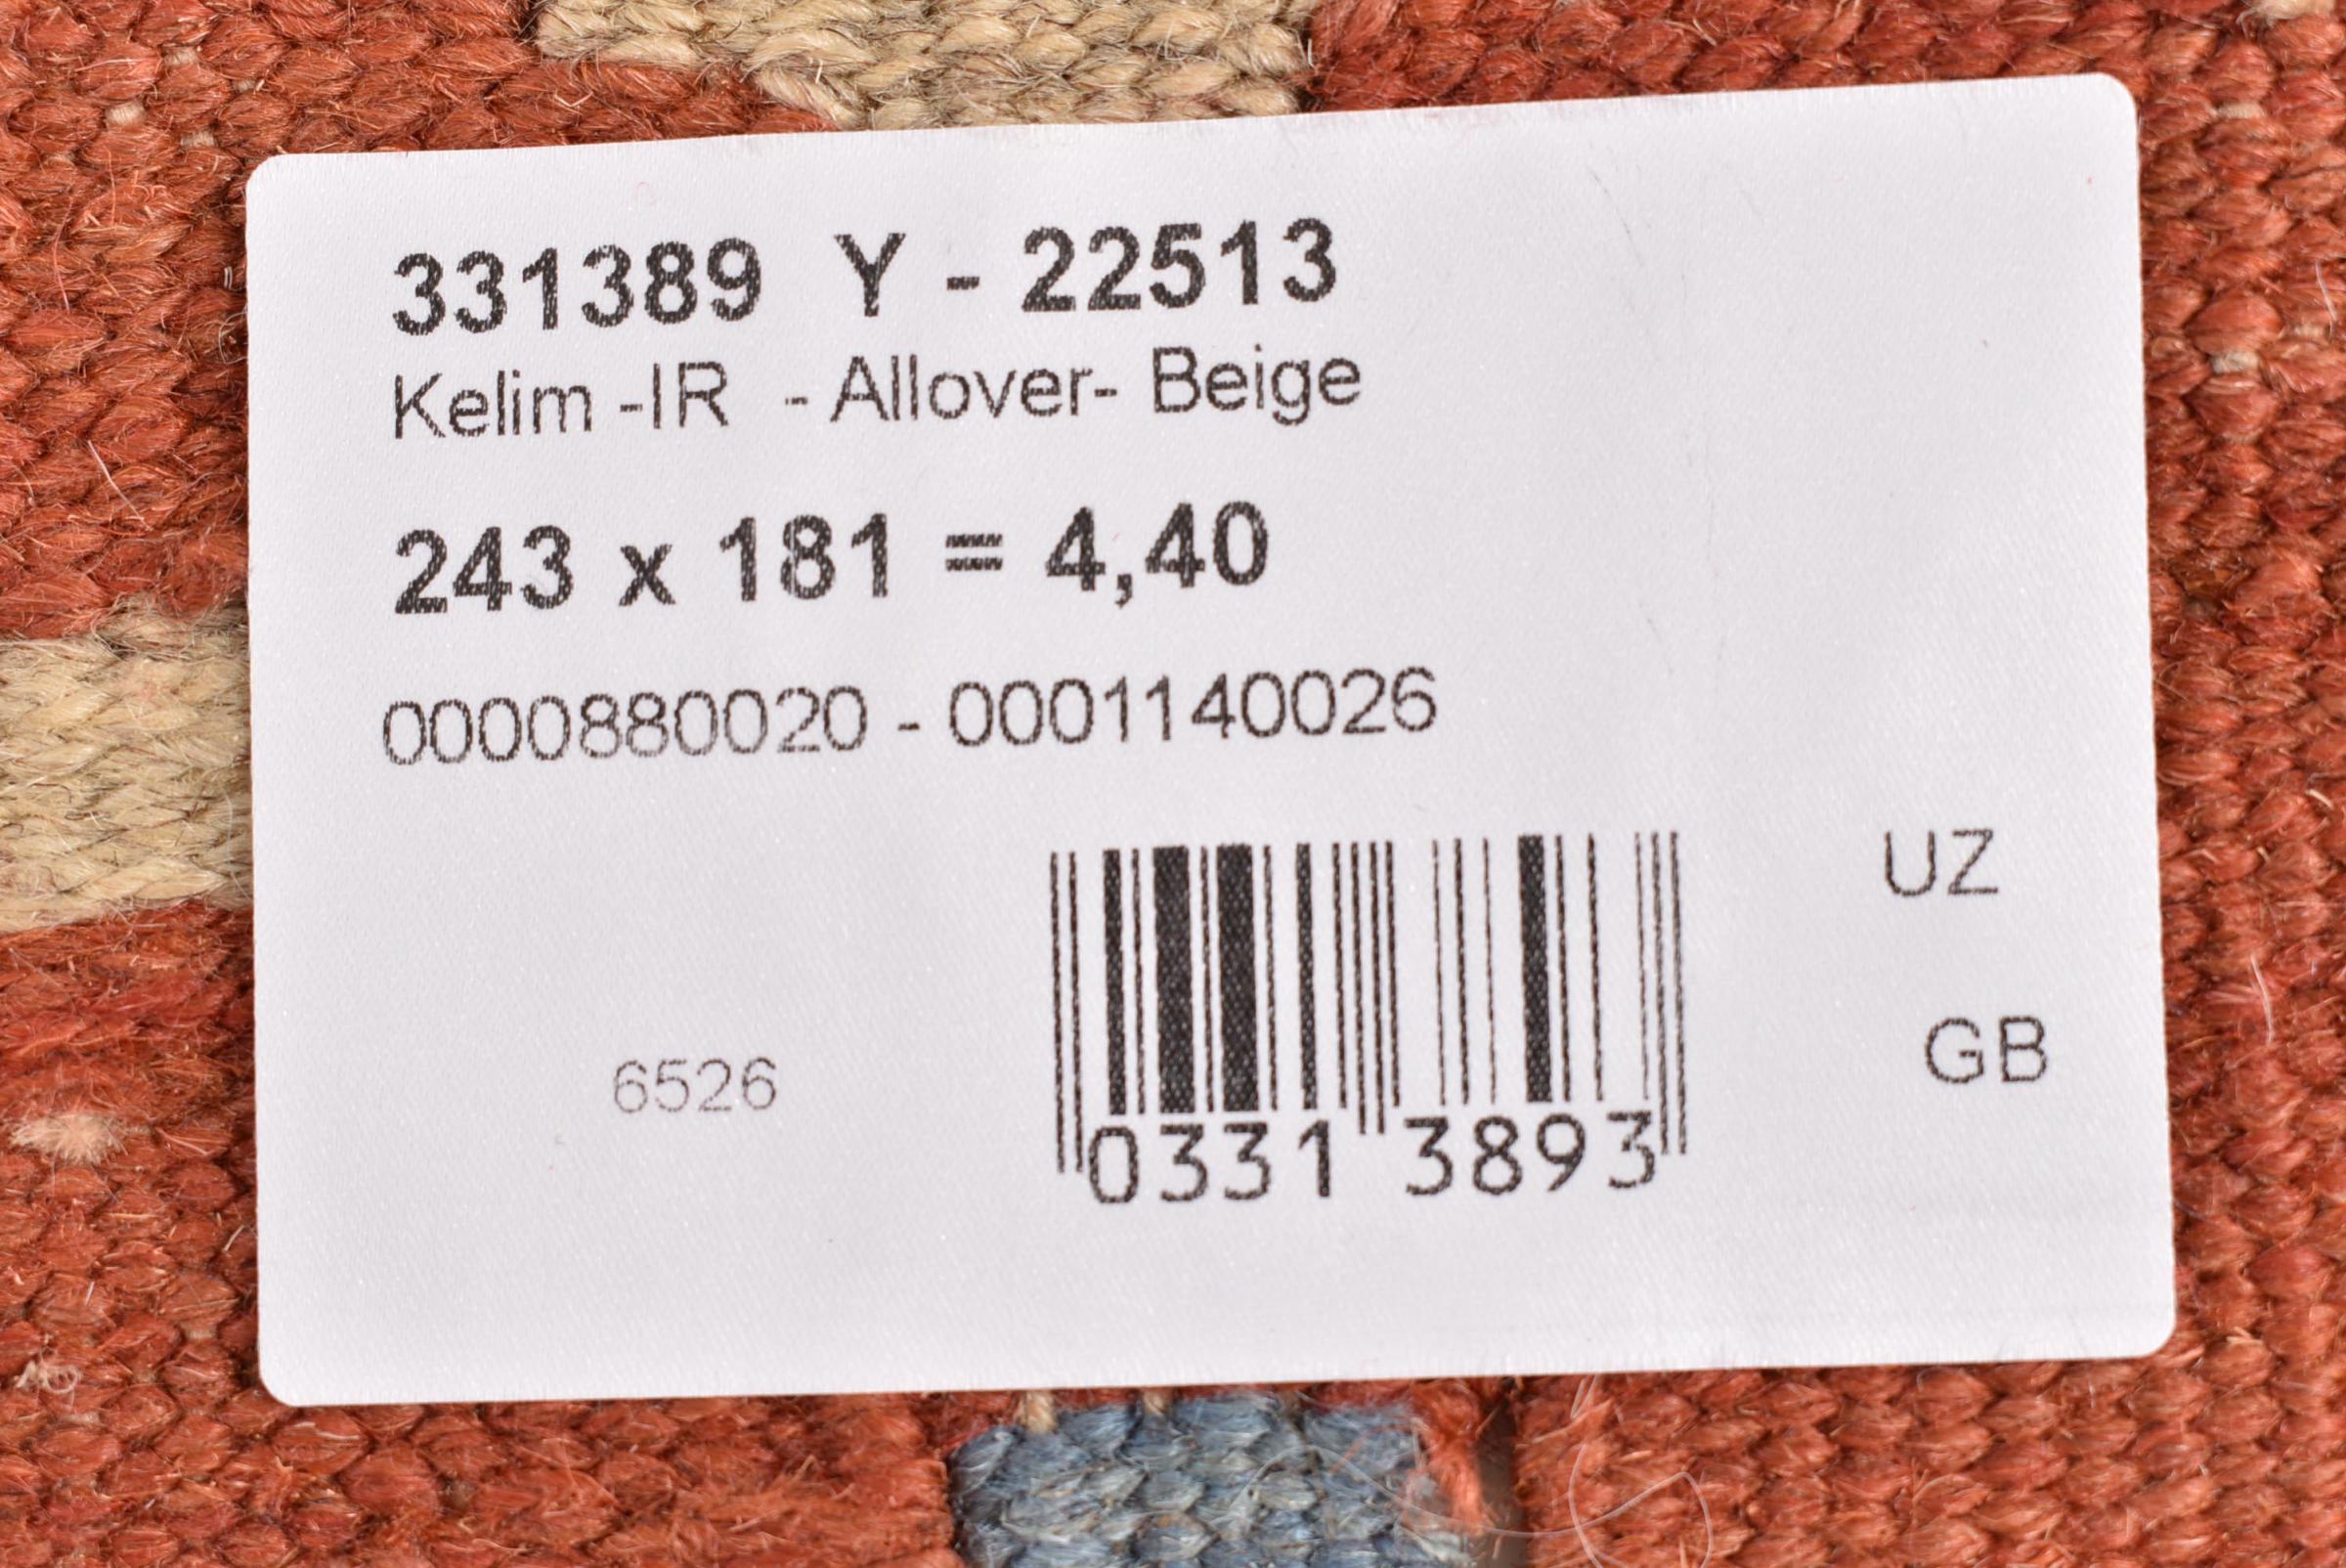 331389 Y - 22513
Kelim -IR - Allover- Beige
243 x 181 = 4,40
0000880020 - 0001140026
UZ
6526
GB
0331 3893